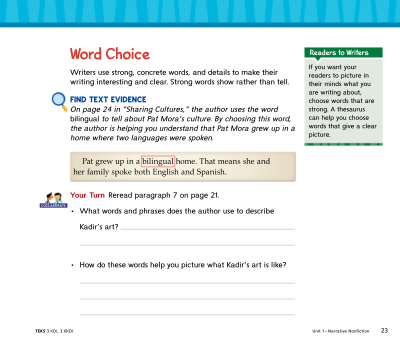 Word Choice
Writers use strong, concrete words, and details to make their
writing interesting and clear. Strong words show rather than tell.
FIND TEXT EVIDENCE
On page 24 in "Sharing Cultures," the author uses the word
bilingual to tell about Pat Mora's culture. By choosing this word,
the author is helping you understand that Pat Mora grew up in a
home where two languages were spoken.
Pat grew up in a bilingual home. That means she and
her family spoke both English and Spanish.
COLLABORATE
Your Turn Reread paragraph 7 on page 21.
• What words and phrases does the author use to describe
Kadir's art?
• How do these words help you picture what Kadir's art is like?
Readers to Writers
If you want your
readers to picture in
their minds what you
are writing about,
choose words that are
strong. A thesaurus
can help you choose
words that give a clear
picture.
Unit 1 • Narrative Nonfiction 23